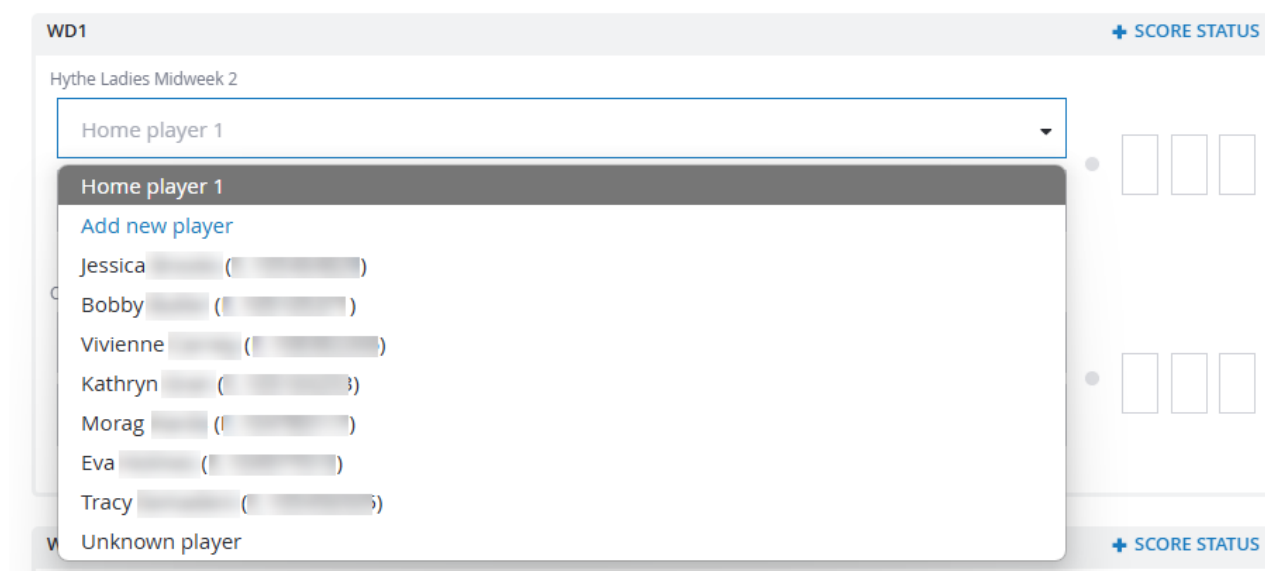 WD1
+ SCORE STATUS
Hythe Ladies Midweek 2
Home player 1
Home player 1
Add new player
Jessica ( )
Bobby ( )
Vivienne ( )
Kathryn ( )
Morag ( )
Eva ( )
Tracy ( )
Unknown player
+ SCORE STATUS